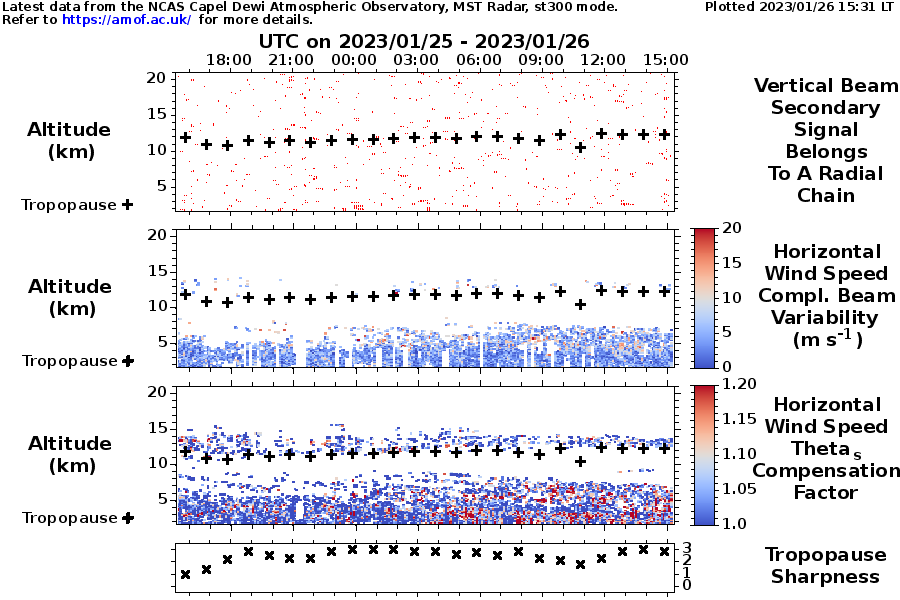 Latest data from the NCAS Capel Dewi Atmospheric Observatory, MST Radar, st300 mode.
Plotted 2023/01/26 15:31 LT
Refer to https://amof.ac.uk/ for more details.
UTC on 2023/01/25 - 2023/01/26
18:00 21:00 00:00 03:00 06:00 09:00 12:00 15:00
20
15
10
5
Altitude
(km)
Tropopause +
Vertical Beam
Secondary
Signal
Belongs
To A Radial
Chain
20
15
10
5
Altitude
(km)
Tropopause +
20
15
10
5
0
Horizontal
Wind Speed
Compl. Beam
Variability
(m s-1)
20
15
10
5
Altitude
(km)
Tropopause +
1.20
1.15
1.10
1.05
1.0
Horizontal
Wind Speed
Theta s
Compensation
Factor
3
2
1
0
Tropopause
Sharpness